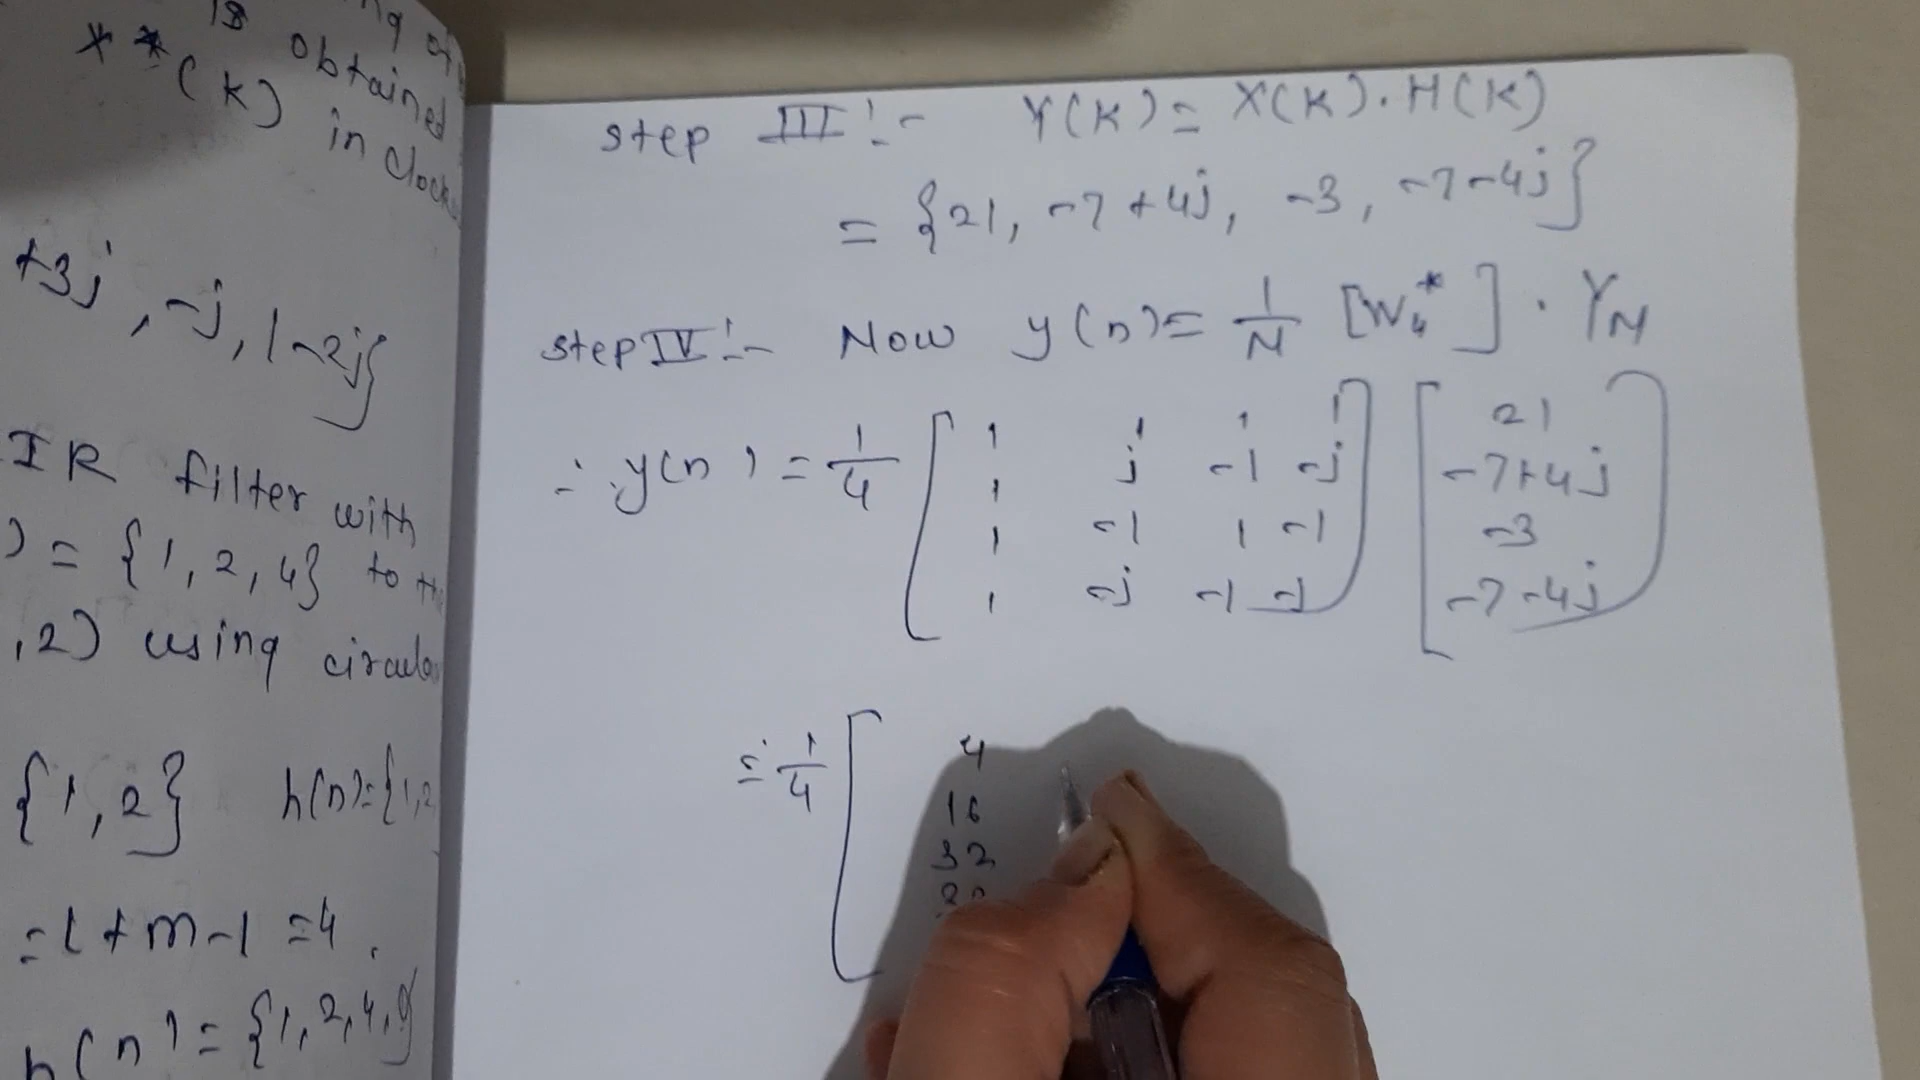 is
obtained
X*(k) in clock
+3j, -j, 1-2j}
IR filter with
) = {1, 2, 4} to th
, 2) using circula
{1, 2} h(n)={1,2
=L+m-1 =4.
h(n)={1,2,4,0
step III :- Y(K) = X(K).H(K)
= {21, -7+4j, -3, -7-4j}
step IV :- Now y(n) = 1/N [W4*] . YN
∴ y(n) = 1/4 [ 1 1 1 1 ] [ 21 ]
1 j -1 -j -7+4j
1 -1 1 -1 -3
1 -j -1 -j -7-4j
= 1/4 [ 4
16
32